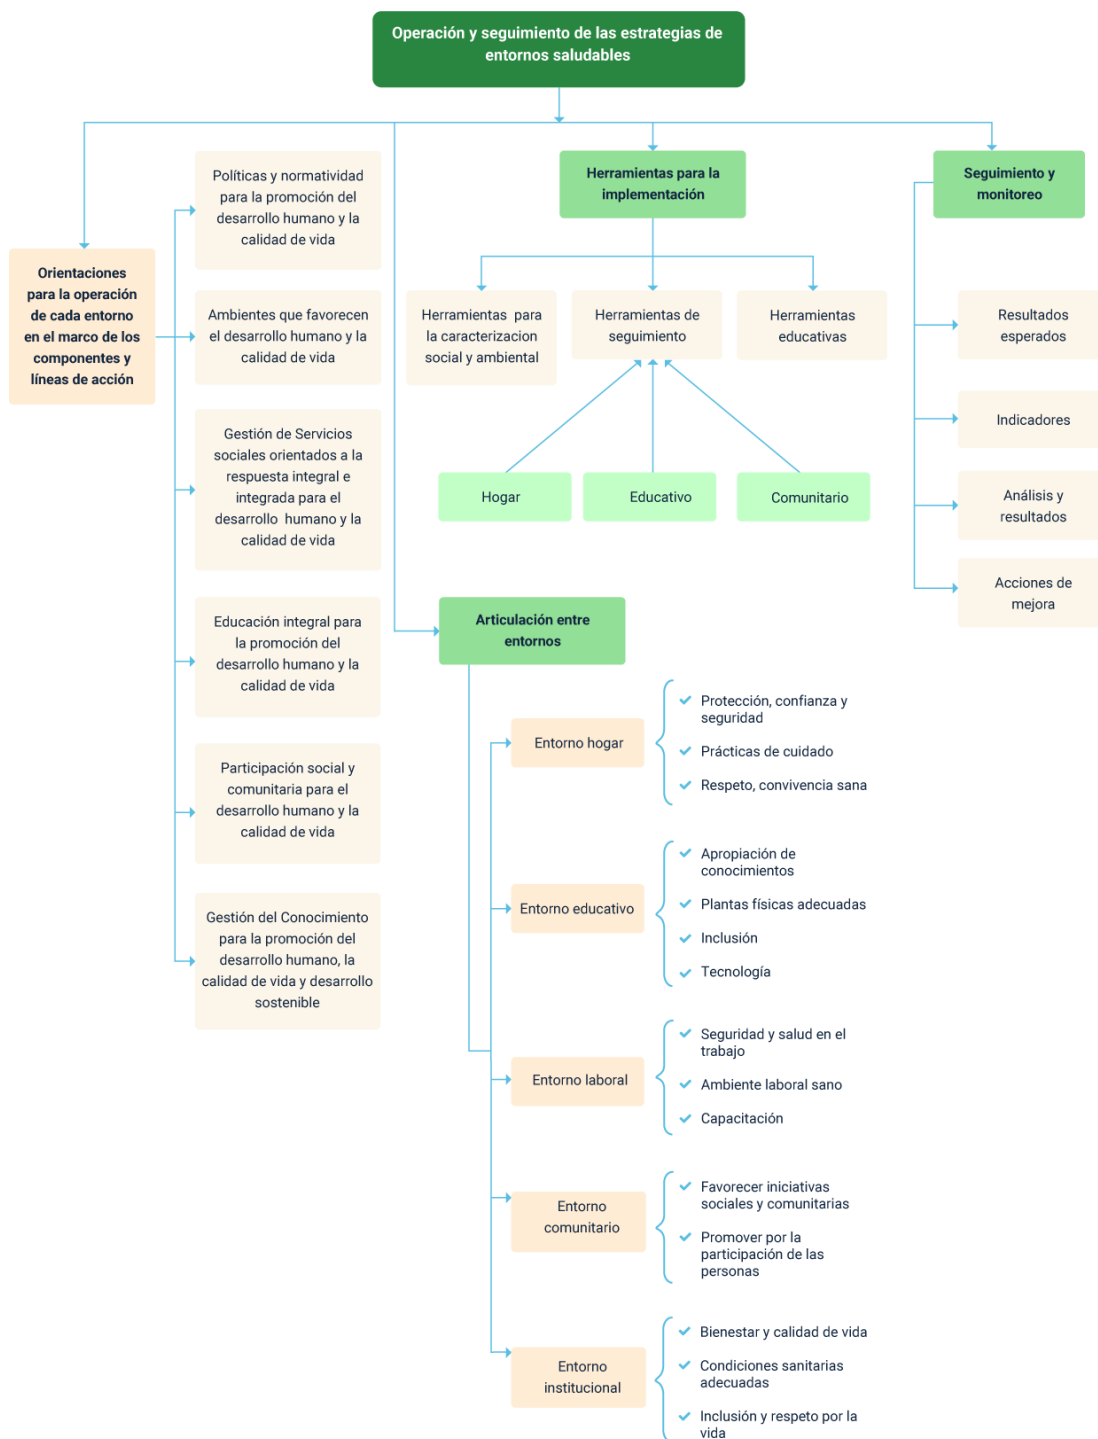 Operación y seguimiento de las estrategias de
entornos saludables
Orientaciones
para la operación
de cada entorno
en el marco de los
componentes y
líneas de acción
Políticas y normatividad
para la promoción del
desarrollo humano y la
calidad de vida
Ambientes que favorecen
el desarrollo humano y la
calidad de vida
Gestión de Servicios
sociales orientados a la
respuesta integral e
integrada para el
desarrollo humano y la
calidad de vida
Educación integral para
la promoción del
desarrollo humano y la
calidad de vida
Participación social y
comunitaria para el
desarrollo humano y la
calidad de vida
Gestión del Conocimiento
para la promoción del
desarrollo humano, la
calidad de vida y desarrollo
sostenible
Herramientas para la
implementación
Herramientas para
la caracterizacion
social y ambiental
Herramientas de
seguimiento
Herramientas
educativas
Hogar
Educativo
Comunitario
Seguimiento y
monitoreo
Resultados
esperados
Indicadores
Análisis y
resultados
Acciones de
mejora
Articulación entre
entornos
Entorno hogar
Protección, confianza y
seguridad
Prácticas de cuidado
Respeto, convivencia sana
Entorno educativo
Apropiación de
conocimientos
Plantas físicas adecuadas
Inclusión
Tecnología
Entorno laboral
Seguridad y salud en el
trabajo
Ambiente laboral sano
Capacitación
Entorno
comunitario
Favorecer iniciativas
sociales y comunitarias
Promover por la
participación de las
personas
Entorno
institucional
Bienestar y calidad de vida
Condiciones sanitarias
adecuadas
Inclusión y respeto por la
vida